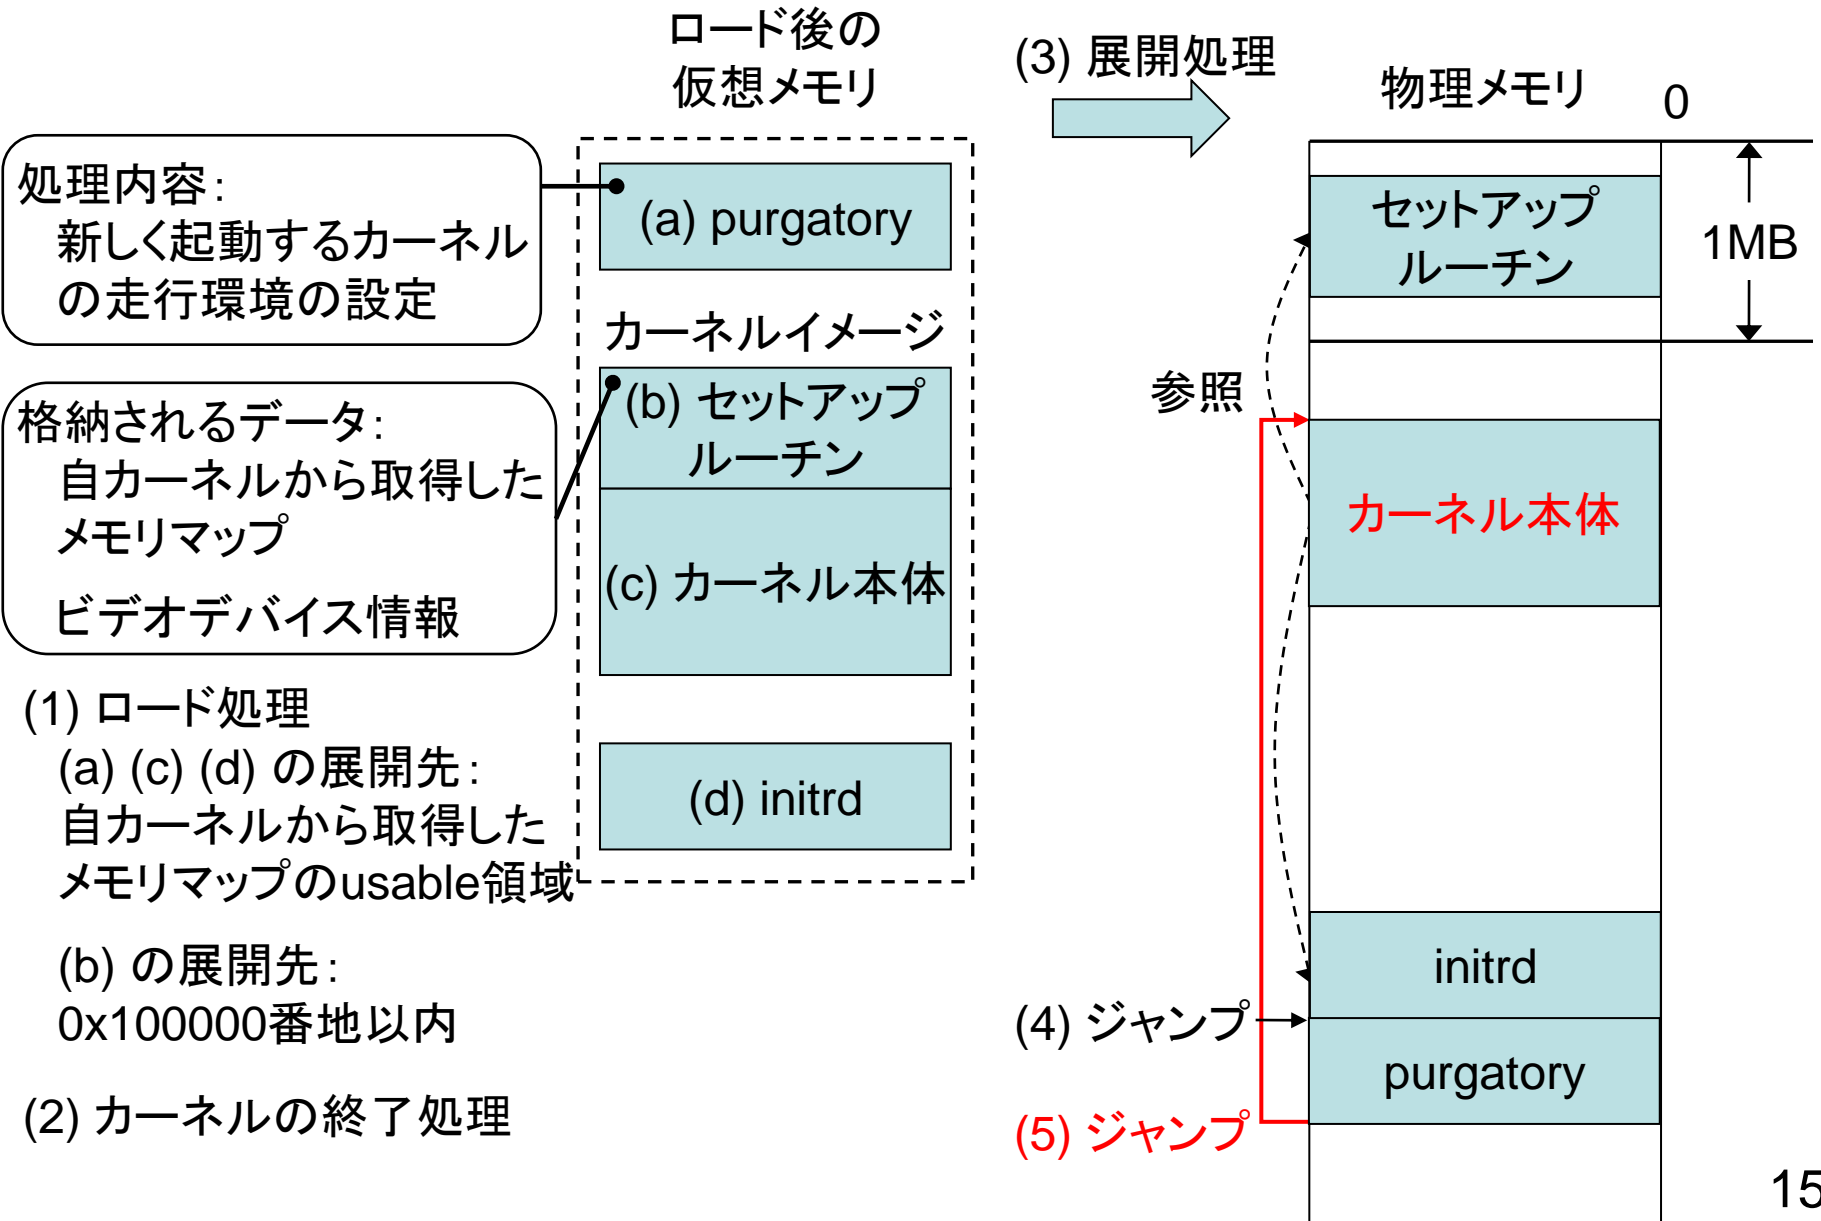 ロード後の
仮想メモリ
処理内容：
新しく起動するカーネル
の走行環境の設定
(a) purgatory
カーネルイメージ
格納されるデータ：
自カーネルから取得した
メモリマップ
ビデオデバイス情報
(b) セットアップ
ルーチン
(c) カーネル本体
(d) initrd
(1) ロード処理
(a) (c) (d) の展開先：
自カーネルから取得した
メモリマップのusable領域
(b) の展開先：
0x100000番地以内
(2) カーネルの終了処理
(3) 展開処理
物理メモリ
0
セットアップ
ルーチン
1MB
参照
カーネル本体
initrd
(4) ジャンプ
purgatory
(5) ジャンプ
15